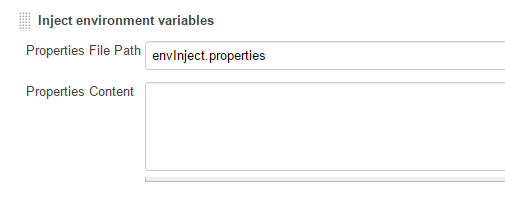 Inject environment variables
Properties File Path envInject.properties
Properties Content